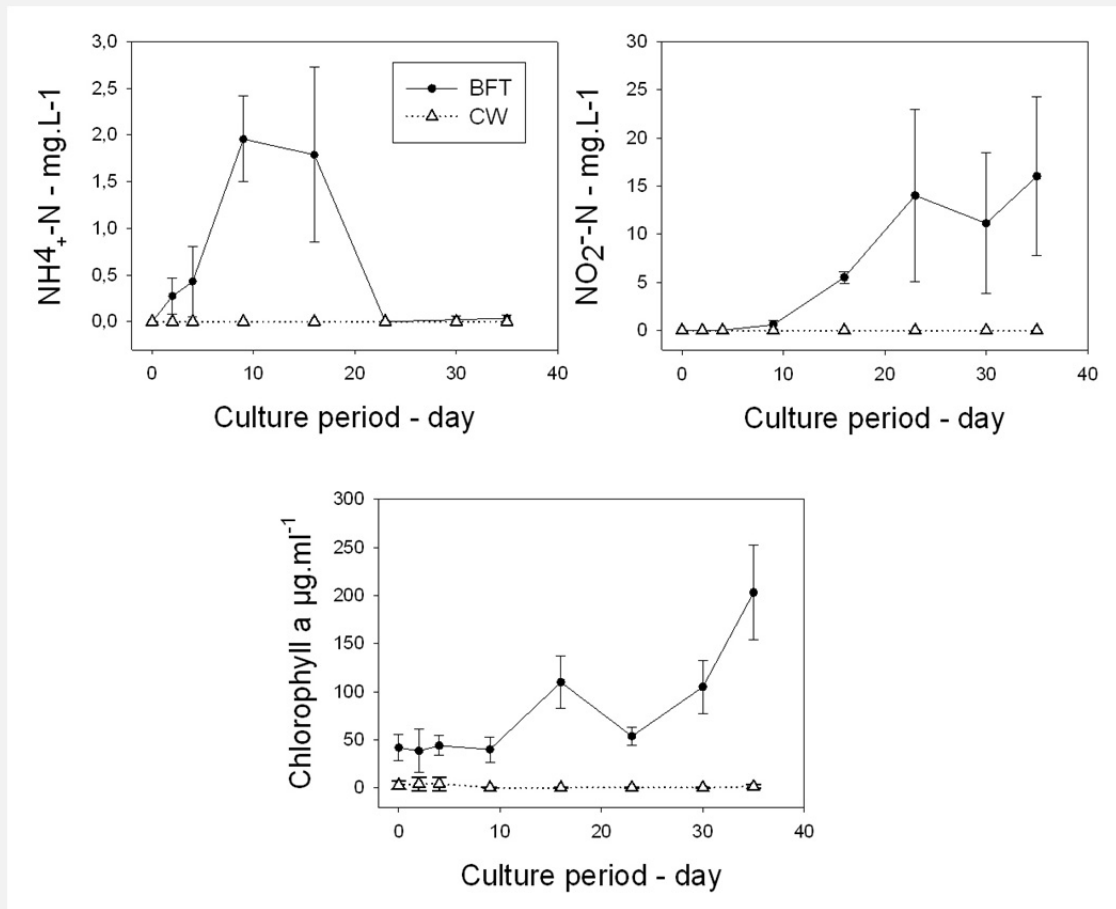 NH4+-N - mg.L-1
3,0
2,5
2,0
1,5
1,0
0,5
0,0
0 10 20 30 40
Culture period - day
BFT
CW
NO2--N - mg.L-1
30
25
20
15
10
5
0
0 10 20 30 40
Culture period - day
Chlorophyll a µg.ml-1
300
250
200
150
100
50
0
0 10 20 30 40
Culture period - day